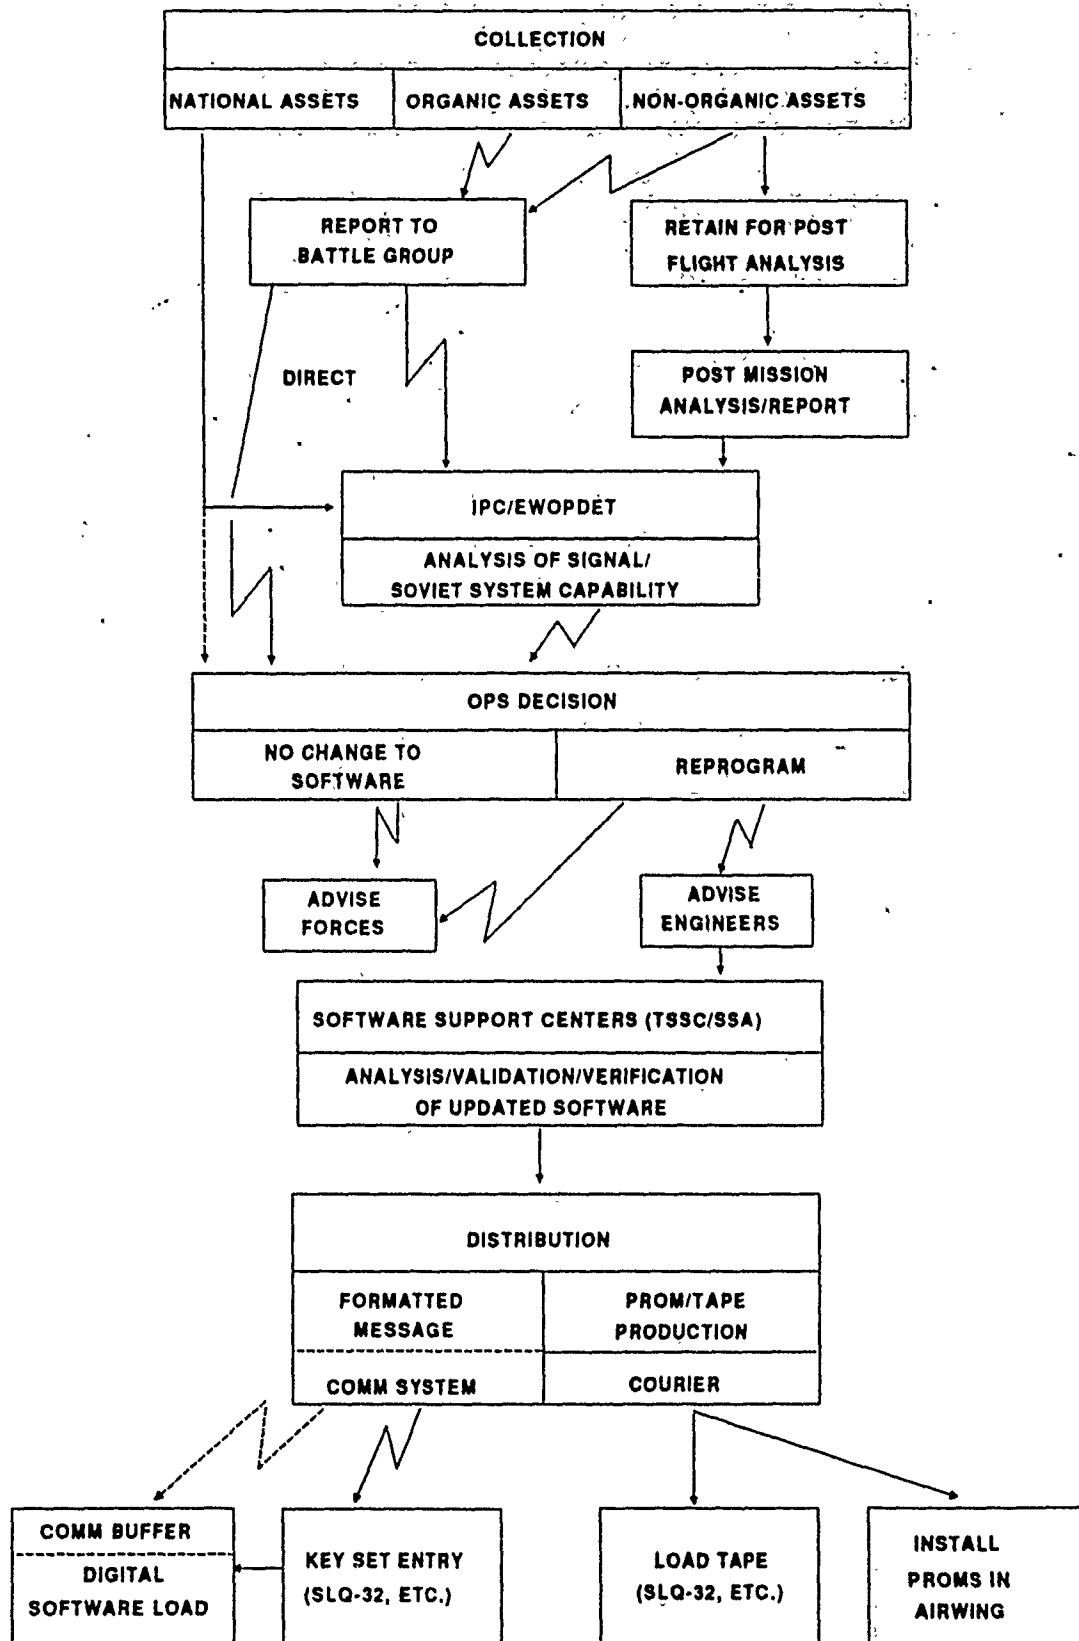 COLLECTION
NATIONAL ASSETS
ORGANIC ASSETS
NON-ORGANIC ASSETS
REPORT TO
BATTLE GROUP
RETAIN FOR POST
FLIGHT ANALYSIS
DIRECT
POST MISSION
ANALYSIS/REPORT
IPC/EWOPDET
ANALYSIS OF SIGNAL/
SOVIET SYSTEM CAPABILITY
OPS DECISION
NO CHANGE TO
SOFTWARE
REPROGRAM
ADVISE
FORCES
ADVISE
ENGINEERS
SOFTWARE SUPPORT CENTERS (TSSC/SSA)
ANALYSIS/VALIDATION/VERIFICATION
OF UPDATED SOFTWARE
DISTRIBUTION
FORMATTED
MESSAGE
PROM/TAPE
PRODUCTION
COMM SYSTEM
COURIER
COMM BUFFER
DIGITAL
SOFTWARE LOAD
KEY SET ENTRY
(SLQ-32, ETC.)
LOAD TAPE
(SLQ-32, ETC.)
INSTALL
PROMS IN
AIRWING